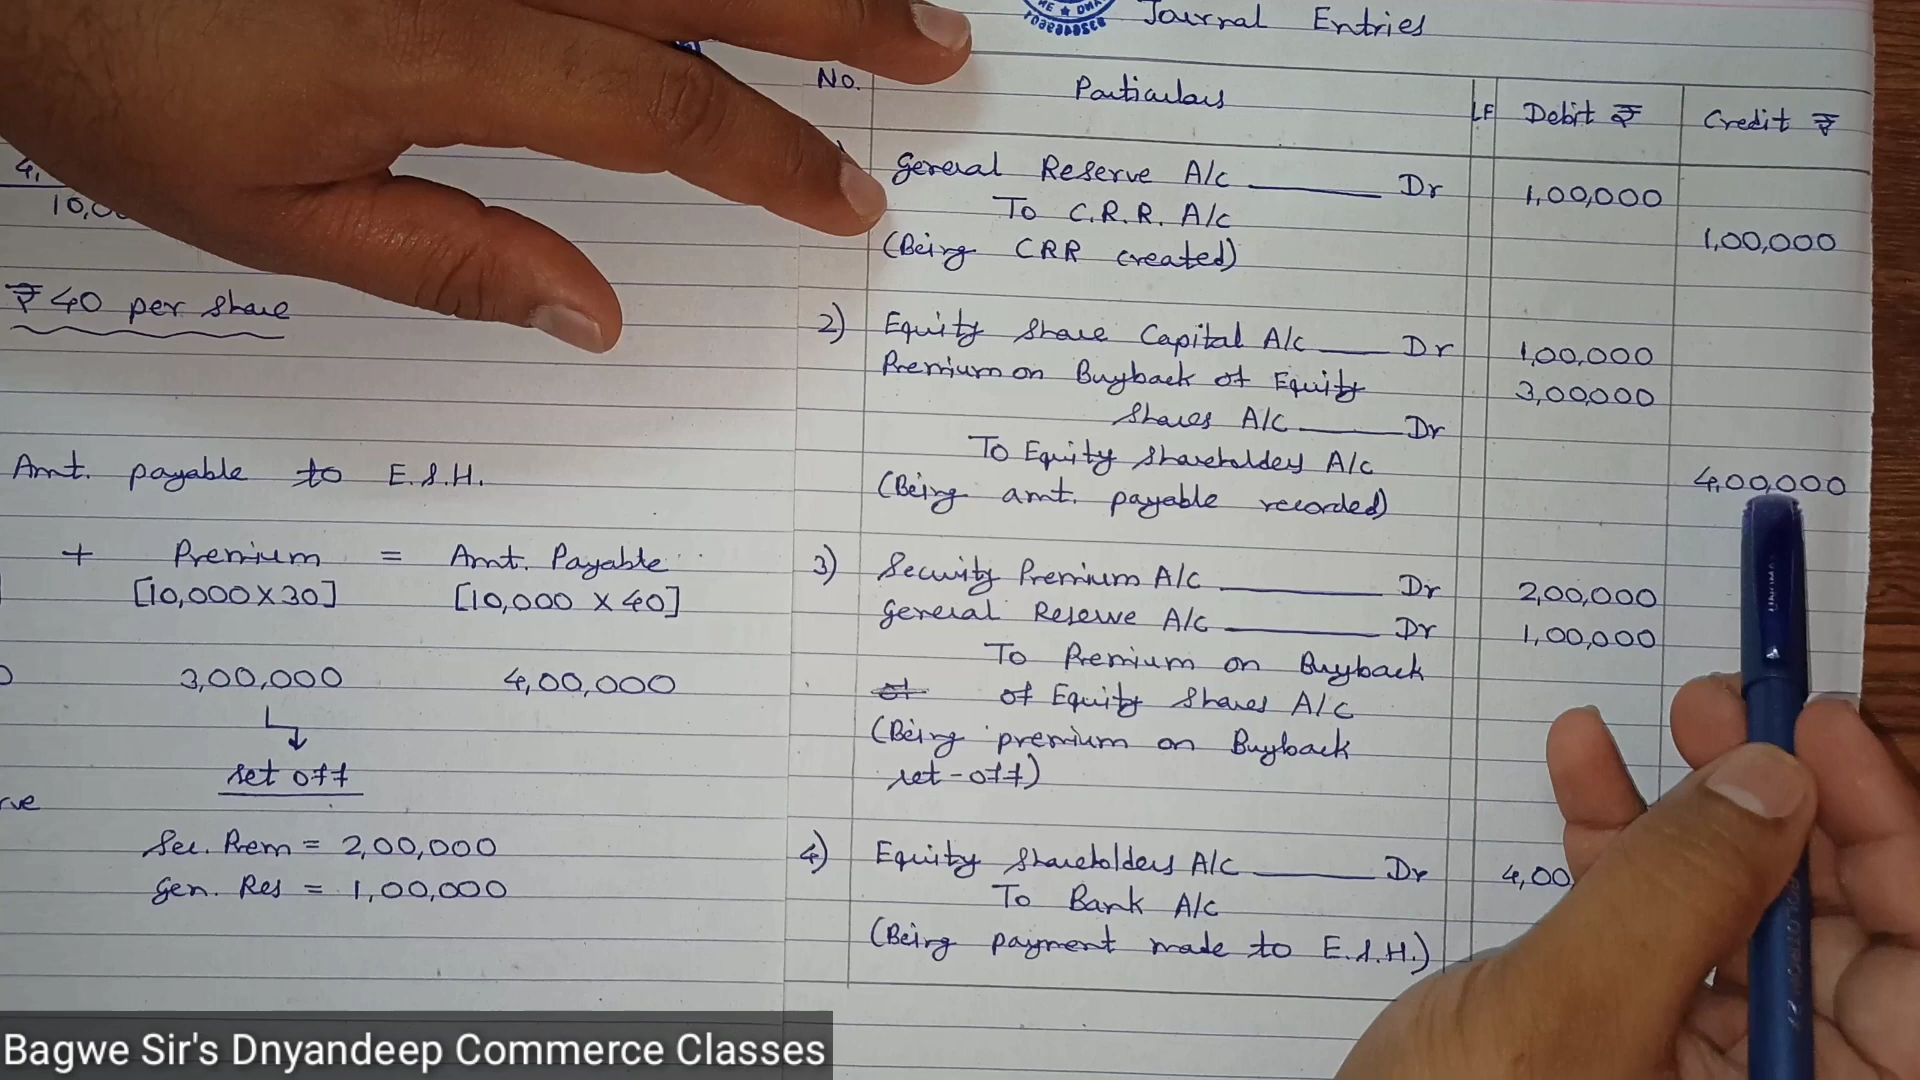 Journal Entries
No. Particulars LF Debit ₹ Credit ₹
General Reserve A/c Dr 1,00,000
To C.R.R. A/c 1,00,000
(Being CRR created)
2) Equity Share Capital A/c Dr 1,00,000
Premium on Buyback of Equity 3,00,000
Shares A/c Dr
To Equity Shareholders A/c 4,00,000
(Being amt. payable recorded)
3) Security Premium A/c Dr 2,00,000
General Reserve A/c Dr 1,00,000
To Premium on Buyback
of Equity Shares A/c
(Being premium on Buyback
set-off)
4) Equity Shareholders A/c Dr 4,00
To Bank A/c
(Being payment made to E.S.H.)
₹ 40 per share
Amt. payable to E.S.H.
+ Premium = Amt. Payable
[10,000 X 30] [10,000 X 40]
3,00,000 4,00,000
set off
Sec. Prem = 2,00,000
Gen. Res = 1,00,000
Bagwe Sir's Dnyandeep Commerce Classes